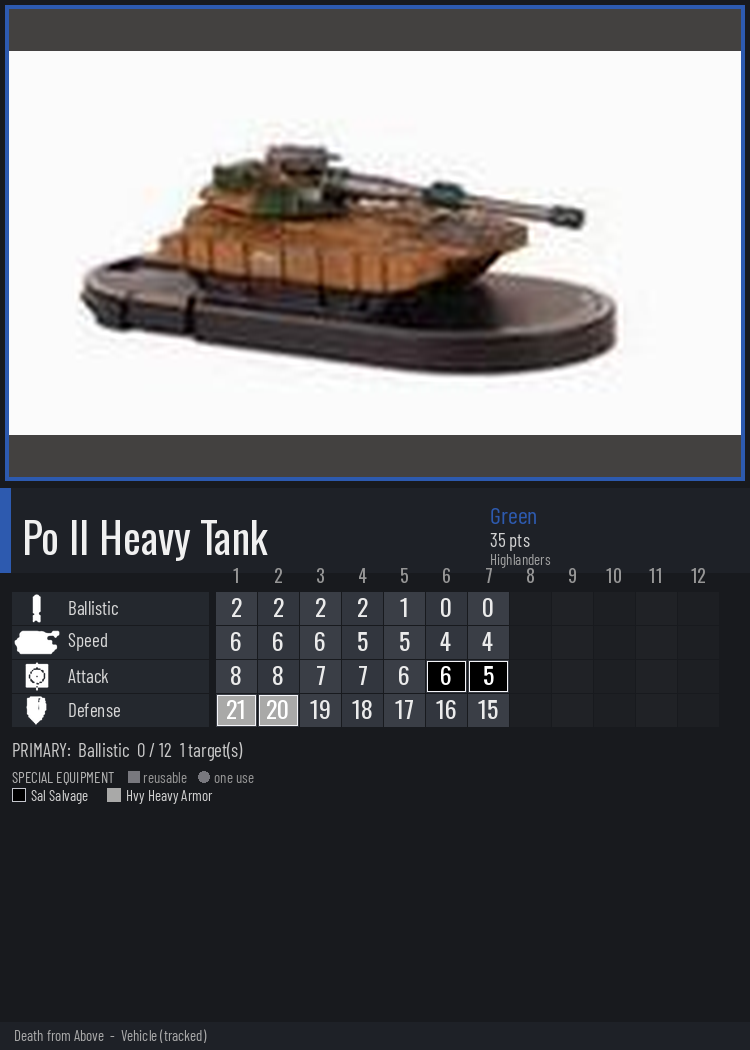 Po II Heavy Tank
Green
35 pts
Highlanders
1 2 3 4 5 6 7 8 9 10 11 12
Ballistic 2 2 2 2 1 0 0
Speed 6 6 6 5 5 4 4
Attack 8 8 7 7 6 6 5
Defense 21 20 19 18 17 16 15
PRIMARY: Ballistic 0 / 12 1 target(s)
SPECIAL EQUIPMENT reusable one use
Sal Salvage Hvy Heavy Armor
Death from Above - Vehicle (tracked)